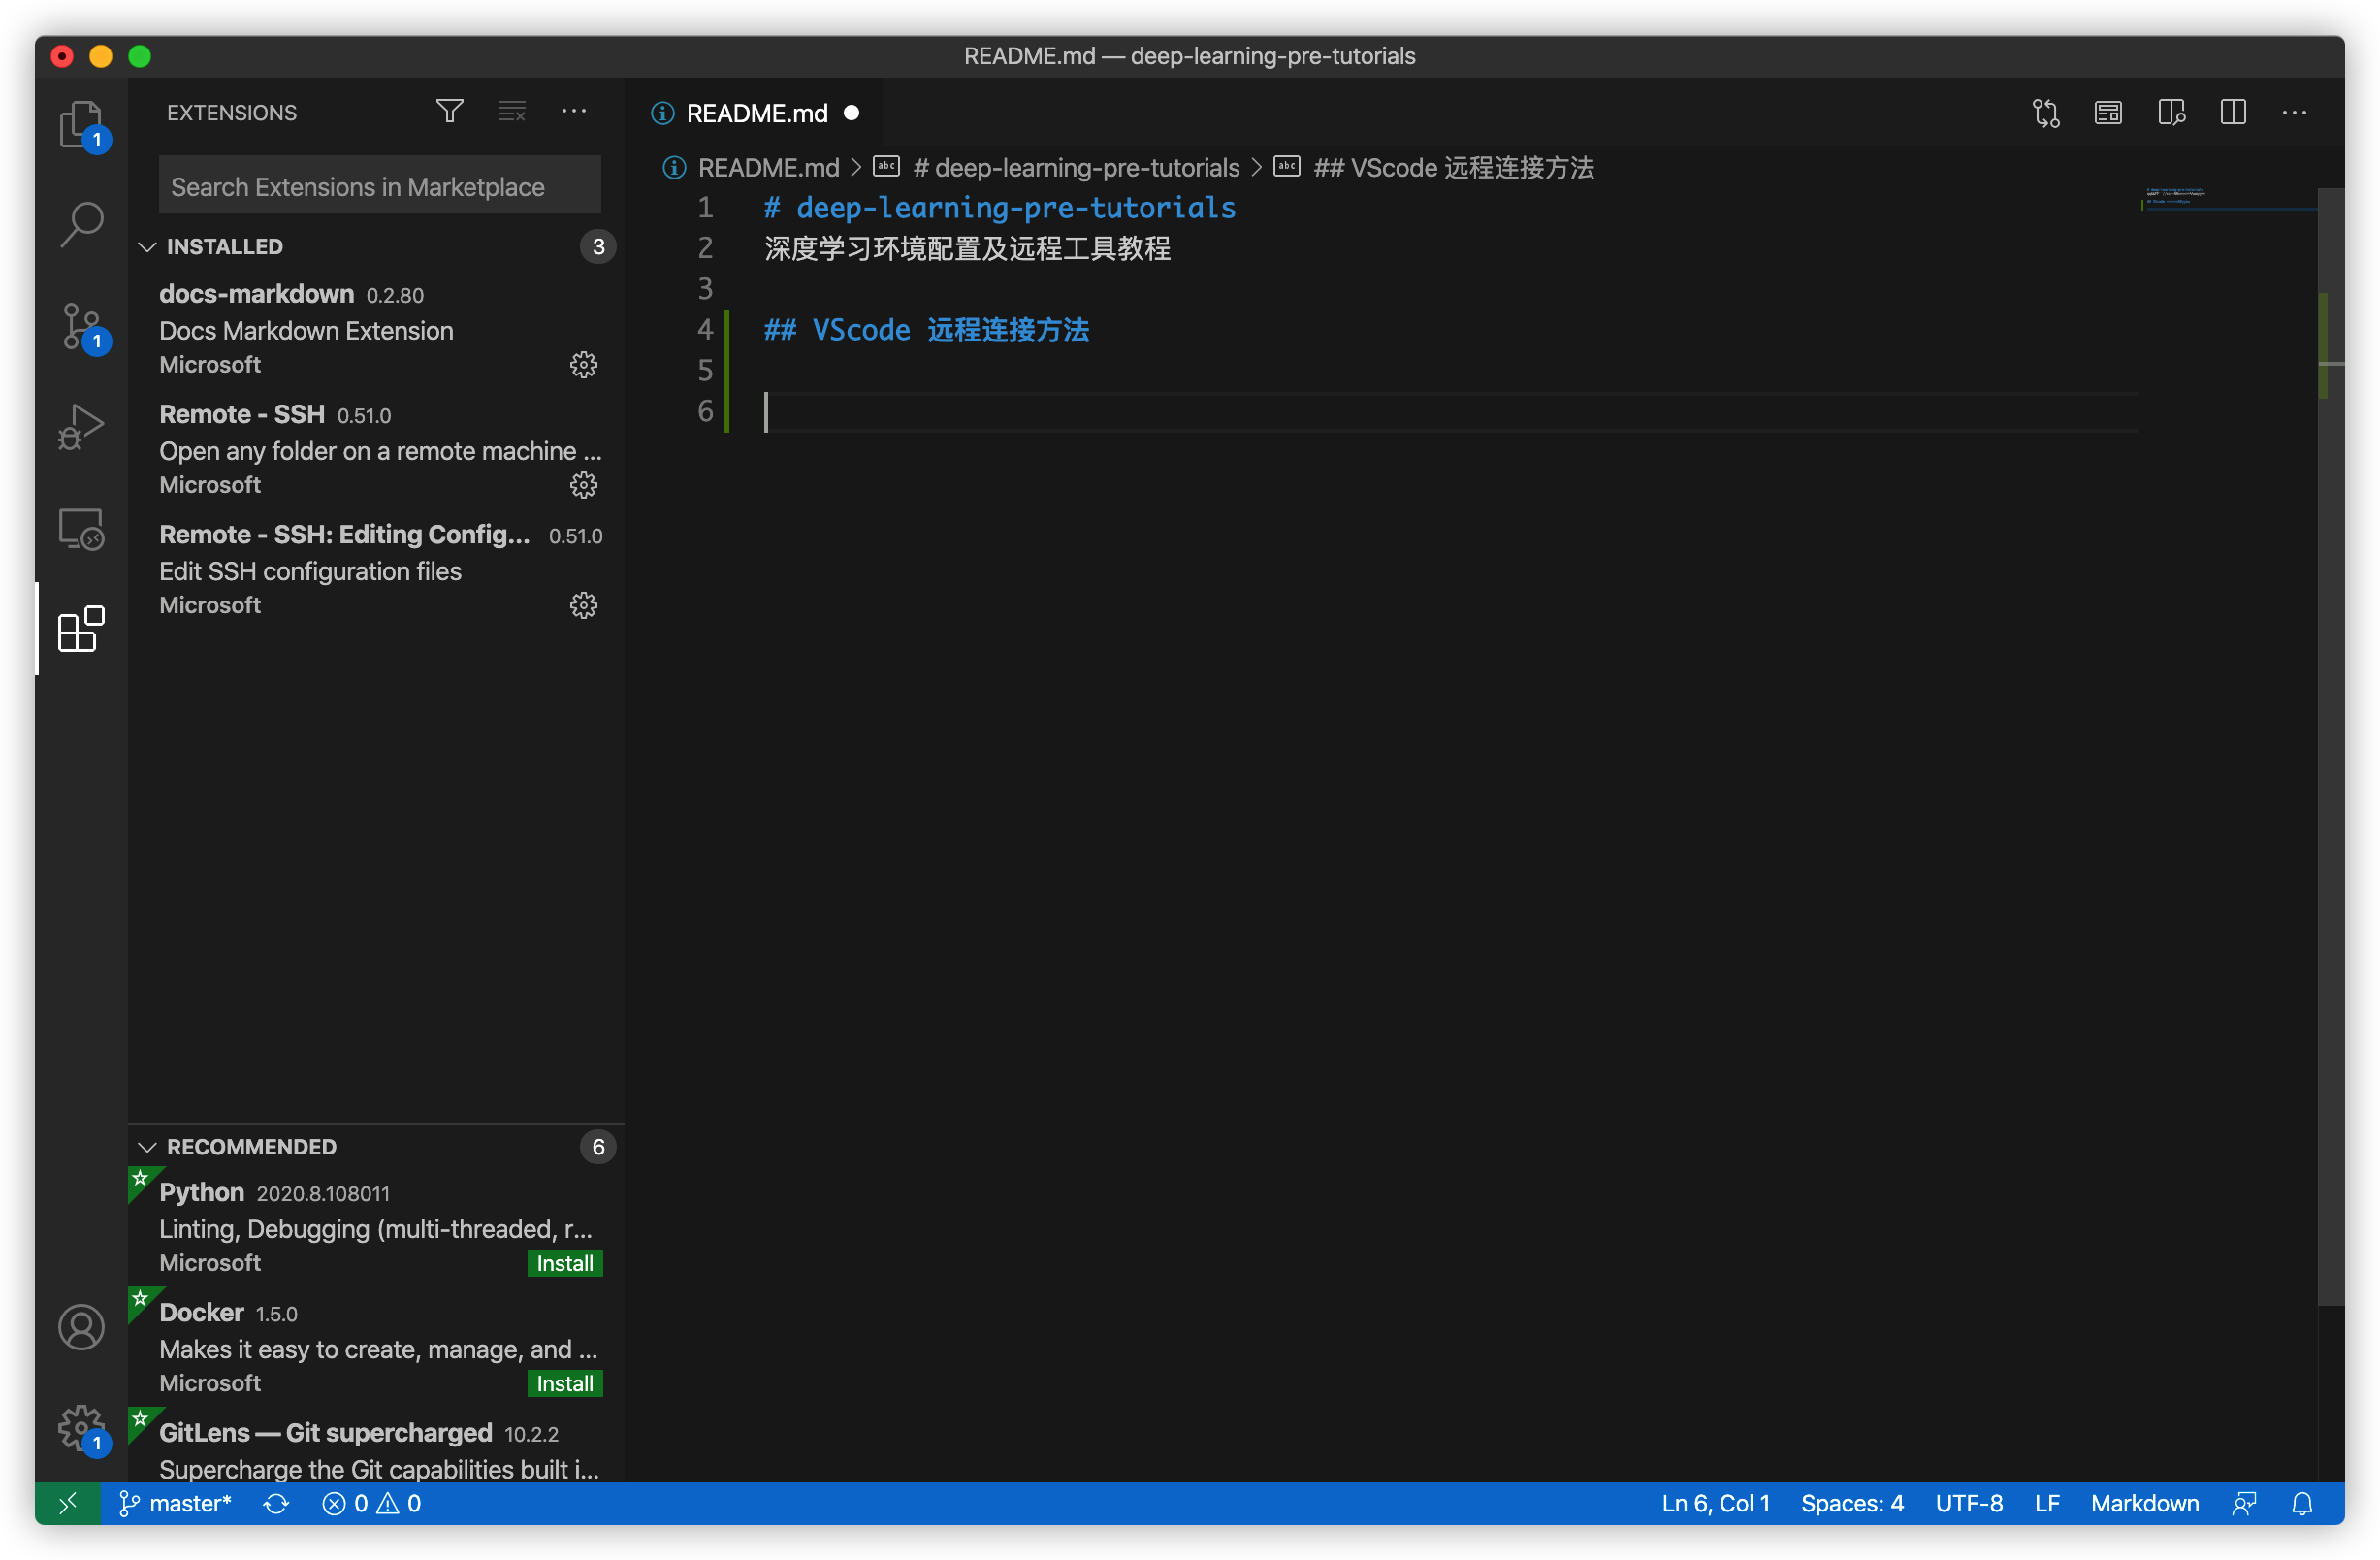 README.md — deep-learning-pre-tutorials
EXTENSIONS
Search Extensions in Marketplace
INSTALLED 3
docs-markdown 0.2.80
Docs Markdown Extension
Microsoft
Remote - SSH 0.51.0
Open any folder on a remote machine ...
Microsoft
Remote - SSH: Editing Config... 0.51.0
Edit SSH configuration files
Microsoft
RECOMMENDED 6
Python 2020.8.108011
Linting, Debugging (multi-threaded, r...
Microsoft Install
Docker 1.5.0
Makes it easy to create, manage, and ...
Microsoft Install
GitLens — Git supercharged 10.2.2
Supercharge the Git capabilities built i...
1
1
1
README.md
README.md > abc # deep-learning-pre-tutorials > abc ## VScode 远程连接方法
1 # deep-learning-pre-tutorials
2 深度学习环境配置及远程工具教程
3
4 ## VScode 远程连接方法
5
6
master* 0 0 Ln 6, Col 1 Spaces: 4 UTF-8 LF Markdown